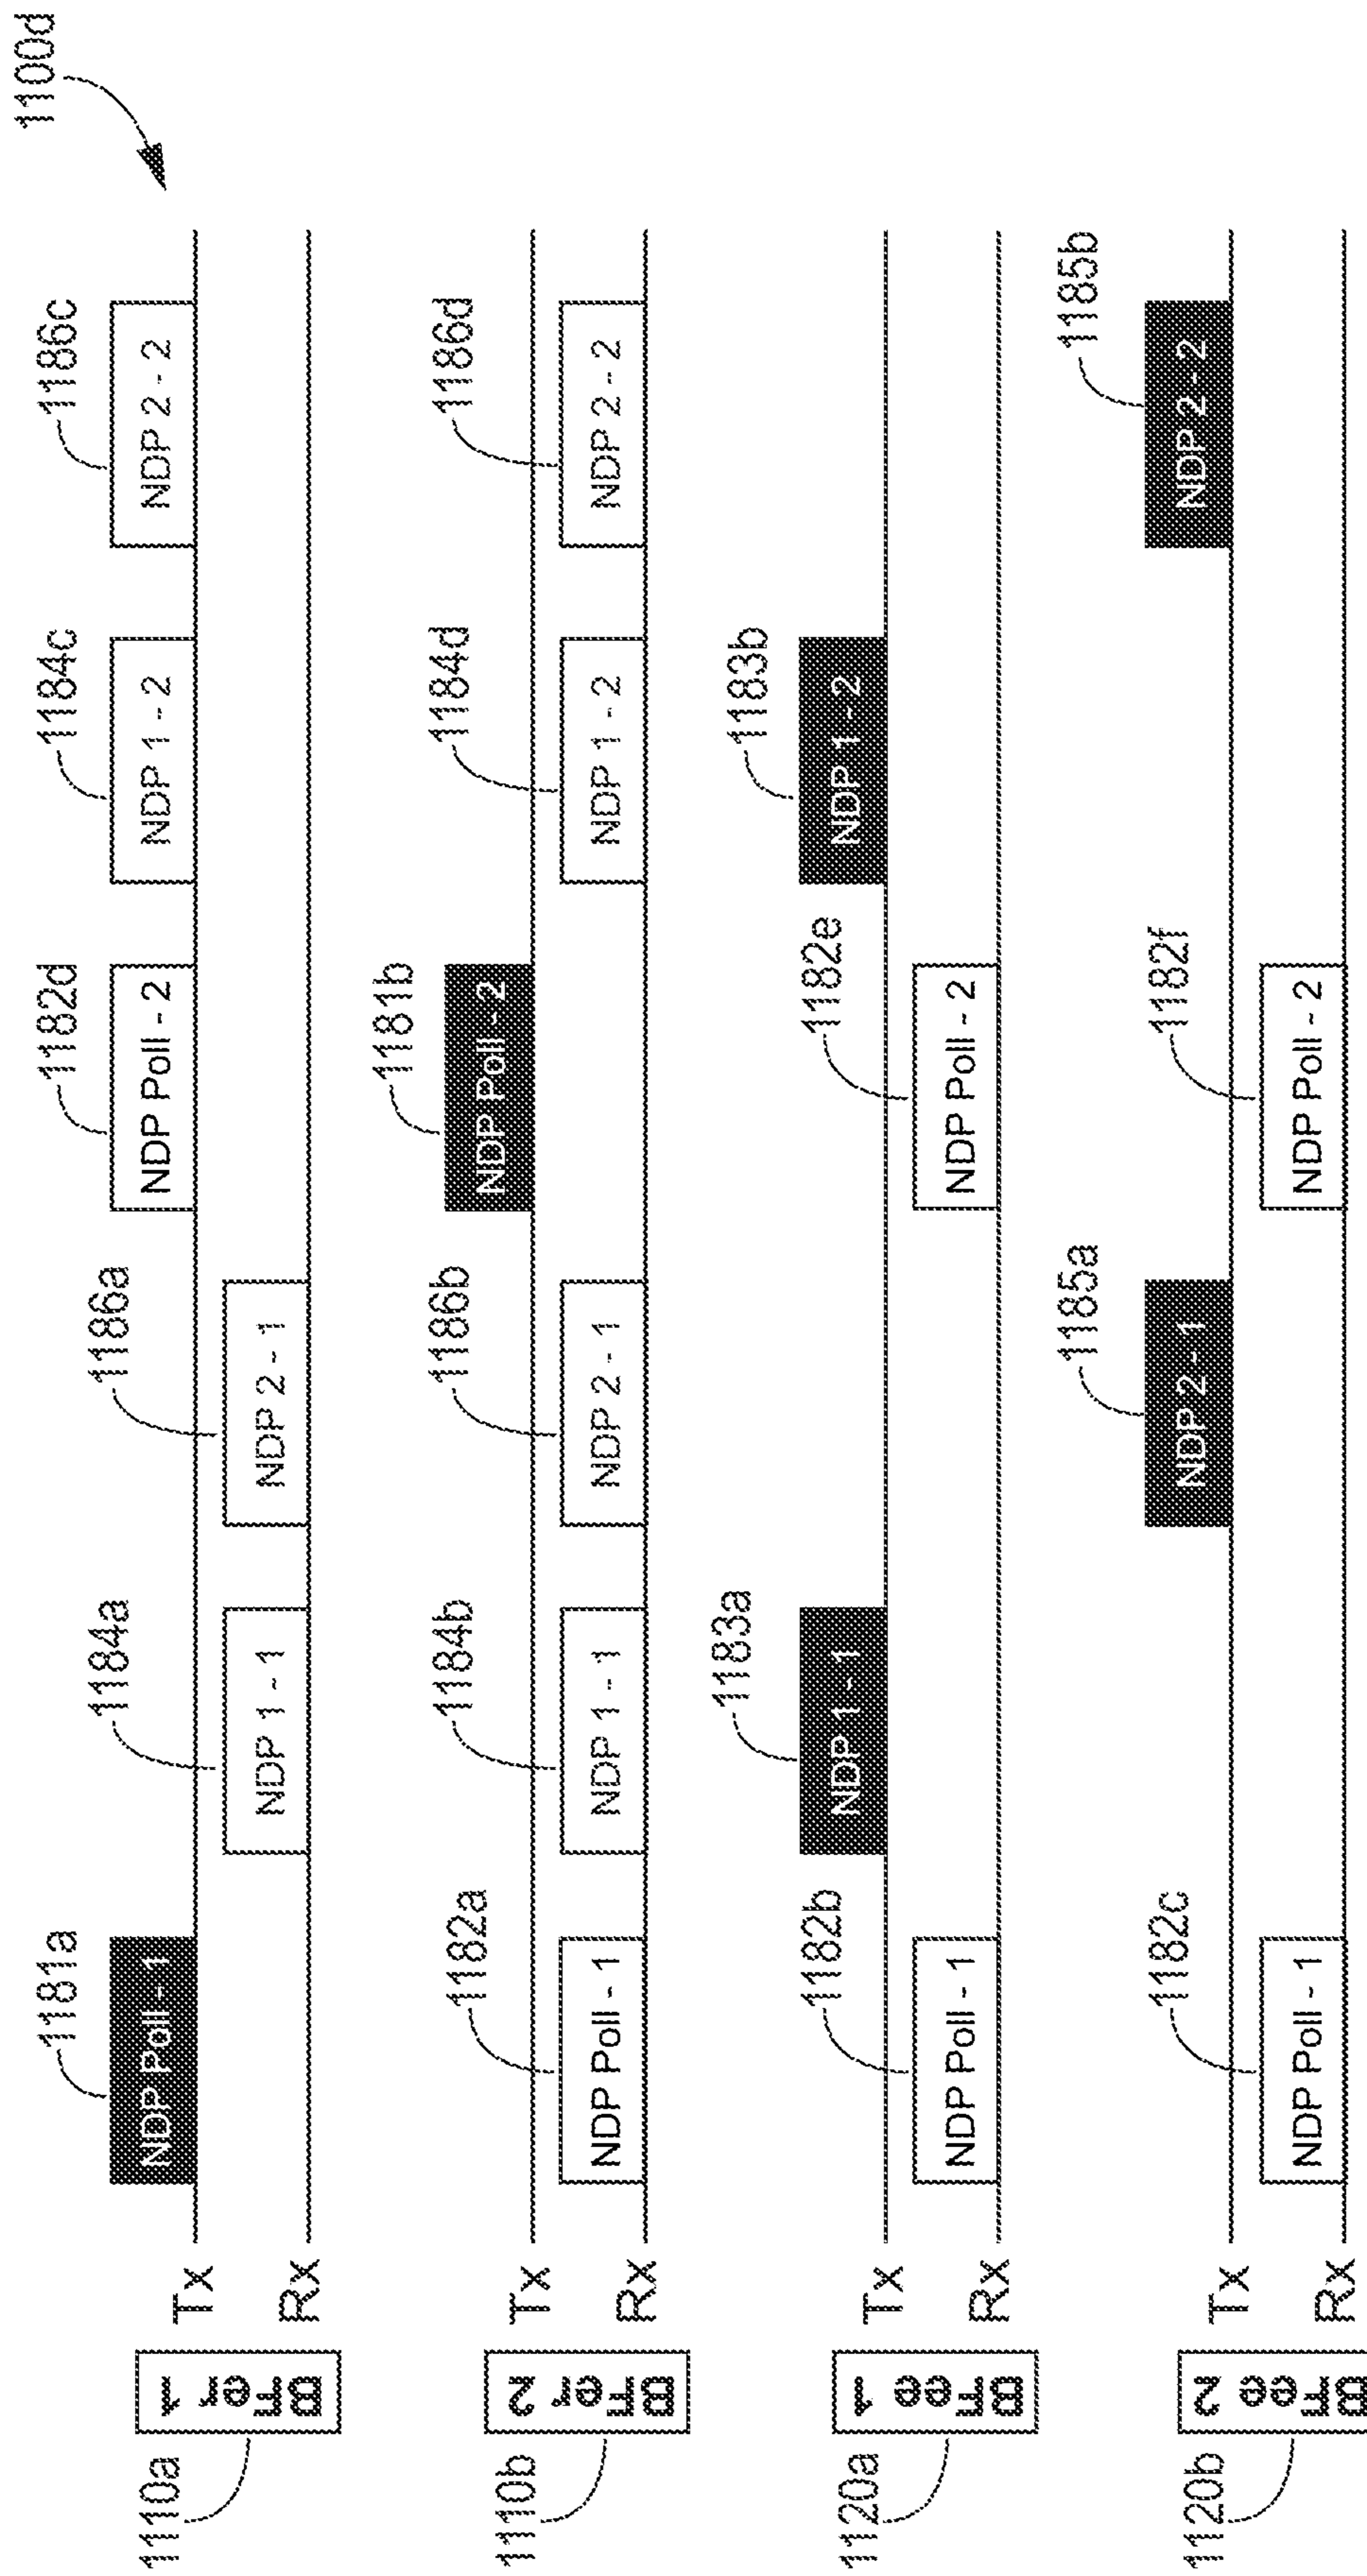 1100d
1181a
1184a
1186a
1182d
1184c
1186c
NDP Poll - 1
NDP Poll - 2
NDP 1 - 2
NDP 2 - 2
Tx
NDP 1 - 1
NDP 2 - 1
Rx
BFer 1
1110a
1182a
1184b
1186b
1181b
1184d
1186d
NDP Poll - 2
Tx
NDP Poll - 1
NDP 1 - 1
NDP 2 - 1
NDP 1 - 2
NDP 2 - 2
Rx
BFer 2
1110b
1182b
1183a
1182e
1183b
NDP 1 - 1
NDP 1 - 2
Tx
NDP Poll - 1
NDP Poll - 2
Rx
BFee 1
1120a
1182c
1185a
1182f
1185b
NDP 2 - 1
NDP 2 - 2
Tx
NDP Poll - 1
NDP Poll - 2
Rx
BFee 2
1120b